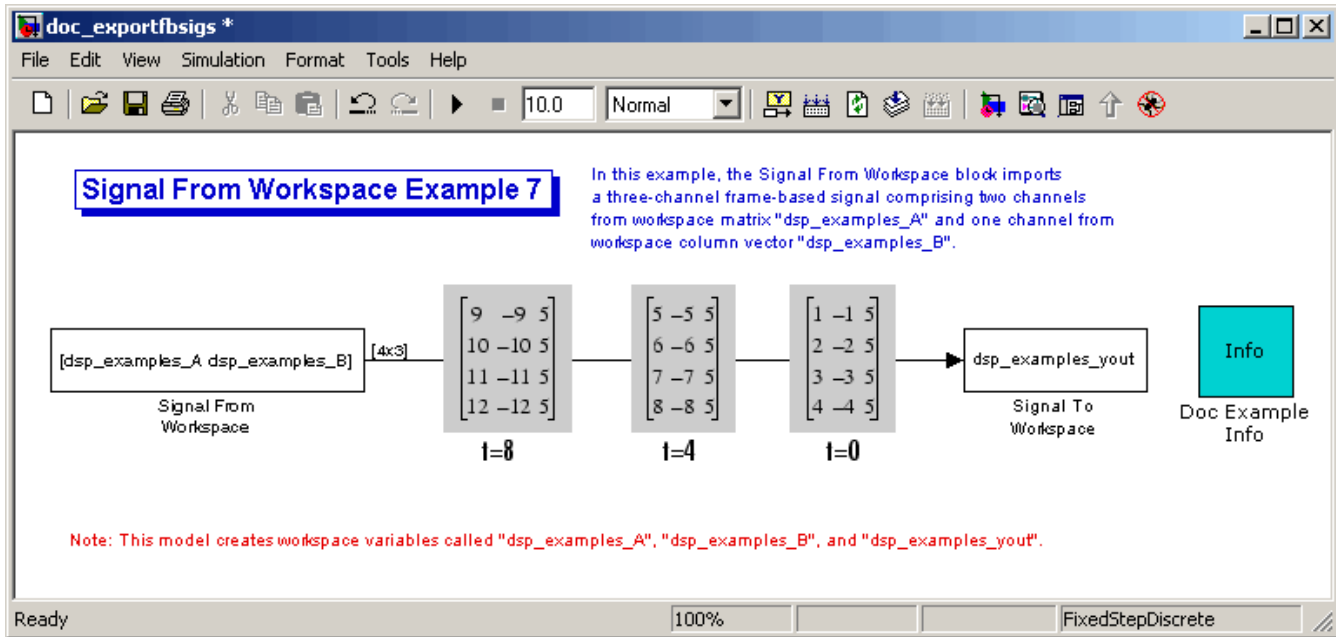 doc_exportfbsigs *
File Edit View Simulation Format Tools Help
10.0 Normal
Signal From Workspace Example 7
In this example, the Signal From Workspace block imports
a three-channel frame-based signal comprising two channels
from workspace matrix "dsp_examples_A" and one channel from
workspace column vector "dsp_examples_B".
[dsp_examples_A dsp_examples_B]
[4x3]
Signal From
Workspace
9 –9 5
10 –10 5
11 –11 5
12 –12 5
t=8
5 –5 5
6 –6 5
7 –7 5
8 –8 5
t=4
1 –1 5
2 –2 5
3 –3 5
4 –4 5
t=0
dsp_examples_yout
Signal To
Workspace
Info
Doc Example
Info
Note: This model creates workspace variables called "dsp_examples_A", "dsp_examples_B", and "dsp_examples_yout".
Ready 100% FixedStepDiscrete